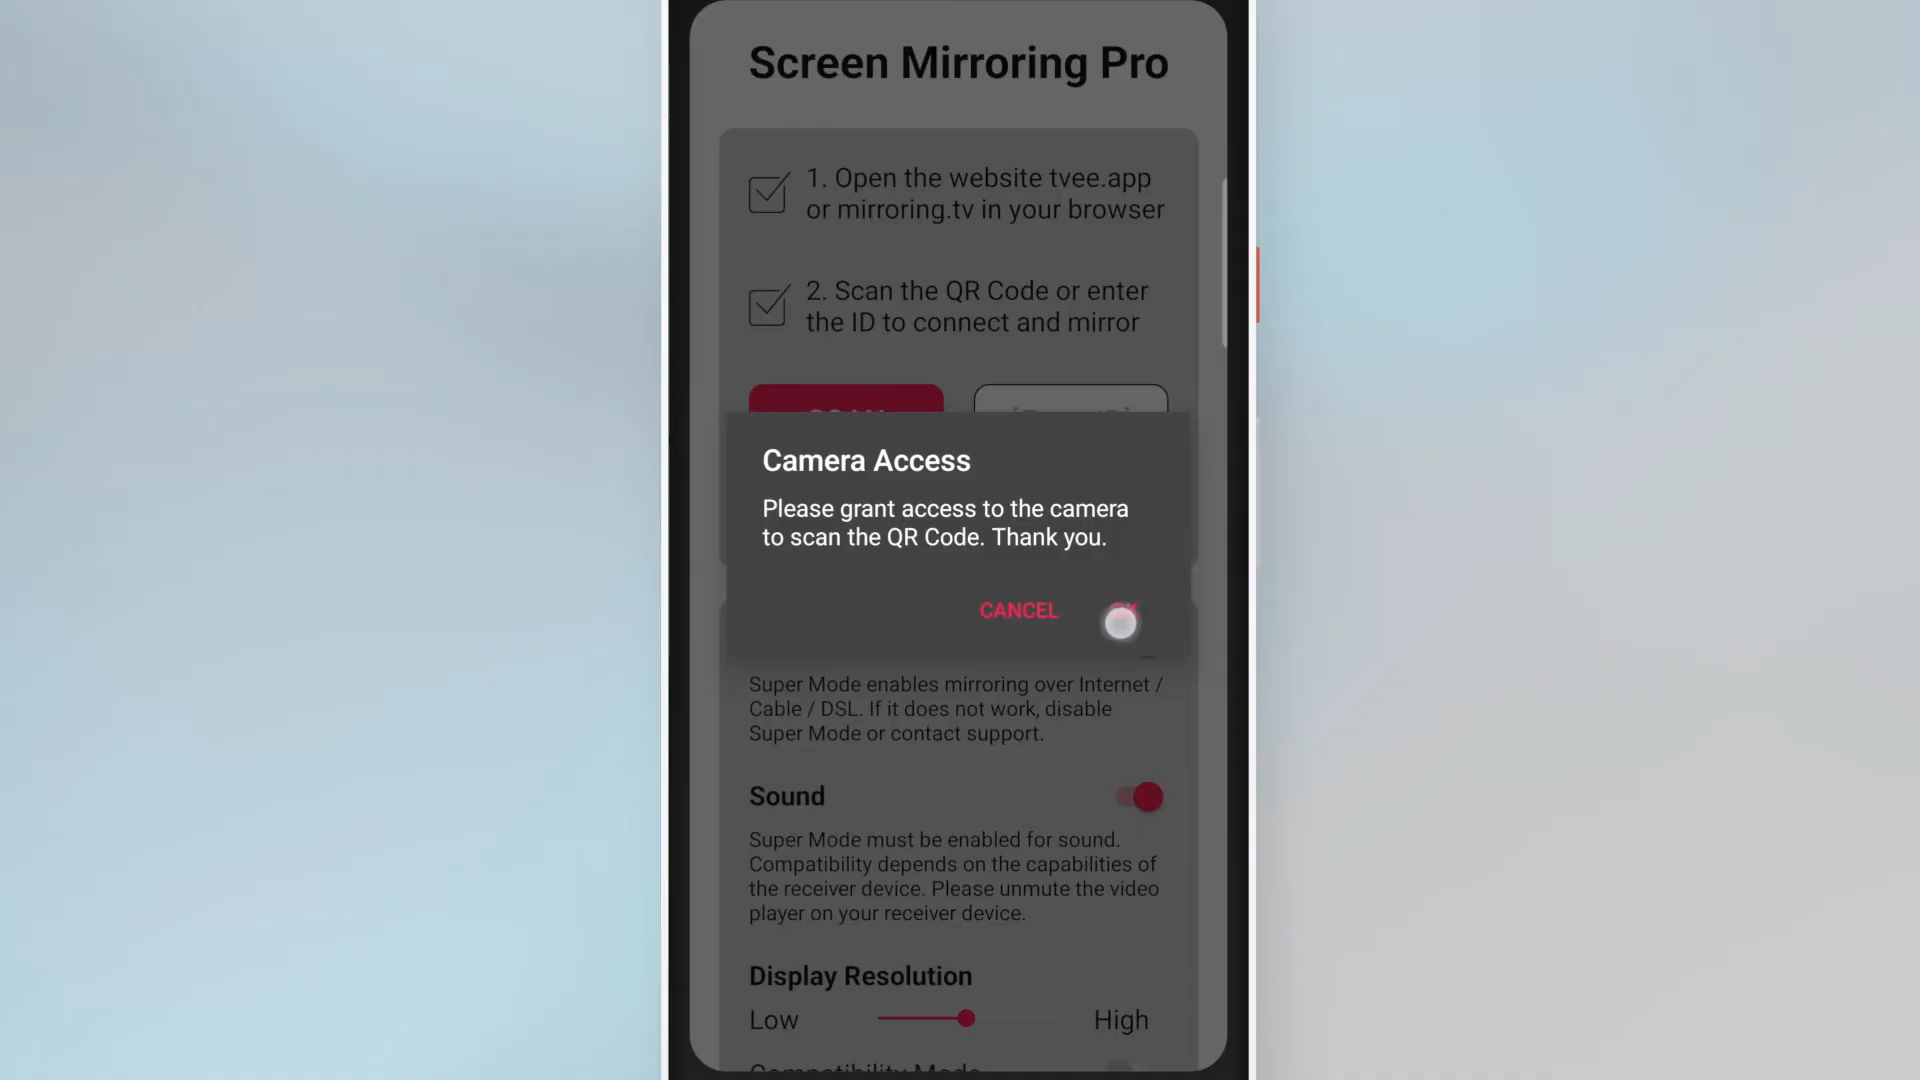 Screen Mirroring Pro
1. Open the website tvee.app
or mirroring.tv in your browser
2. Scan the QR Code or enter
the ID to connect and mirror
Camera Access
Please grant access to the camera
to scan the QR Code. Thank you.
CANCEL
Super Mode enables mirroring over Internet /
Cable / DSL. If it does not work, disable
Super Mode or contact support.
Sound
Super Mode must be enabled for sound.
Compatibility depends on the capabilities of
the receiver device. Please unmute the video
player on your receiver device.
Display Resolution
Low High
Compatibility Mode